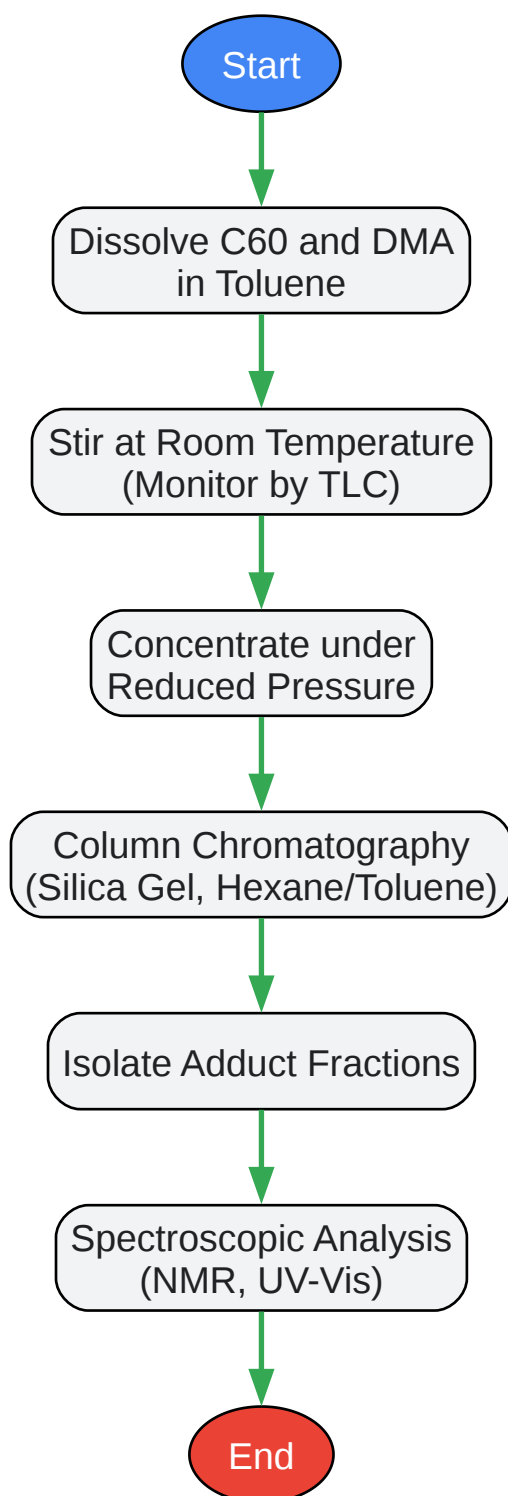 Start
Dissolve C60 and DMA
in Toluene
Stir at Room Temperature
(Monitor by TLC)
Concentrate under
Reduced Pressure
Column Chromatography
(Silica Gel, Hexane/Toluene)
Isolate Adduct Fractions
Spectroscopic Analysis
(NMR, UV-Vis)
End